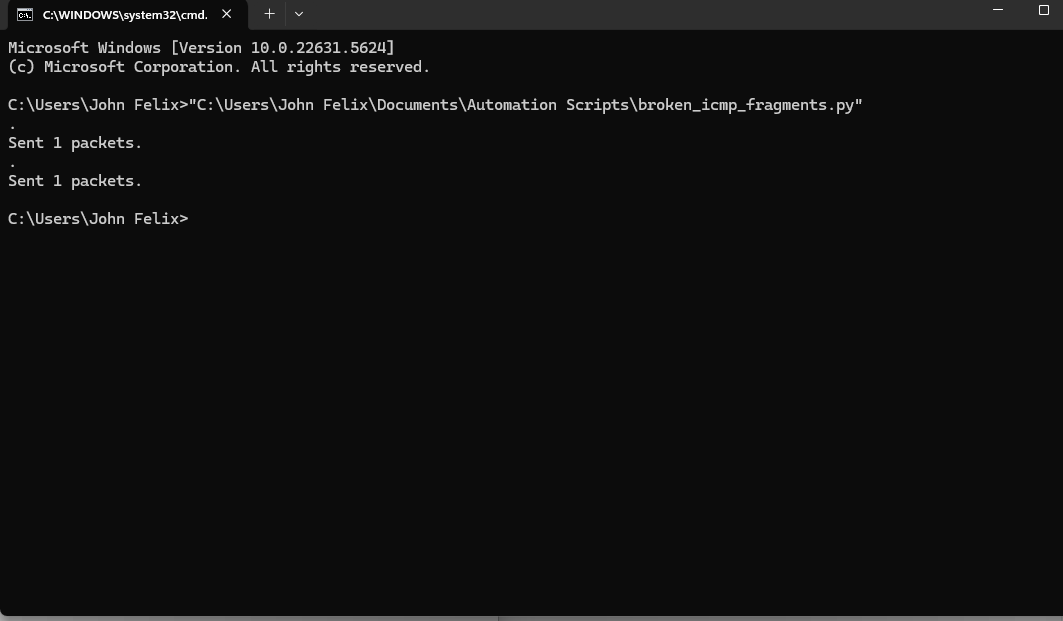 C:\WINDOWS\system32\cmd.
Microsoft Windows [Version 10.0.22631.5624]
(c) Microsoft Corporation. All rights reserved.
C:\Users\John Felix>"C:\Users\John Felix\Documents\Automation Scripts\broken_icmp_fragments.py"
.
Sent 1 packets.
.
Sent 1 packets.
C:\Users\John Felix>